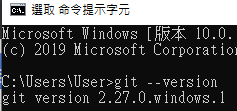 選取 命令提示字元
Microsoft Windows [版本 10.0.
(c) 2019 Microsoft Corporation
C:\Users\User>git --version
git version 2.27.0.windows.1